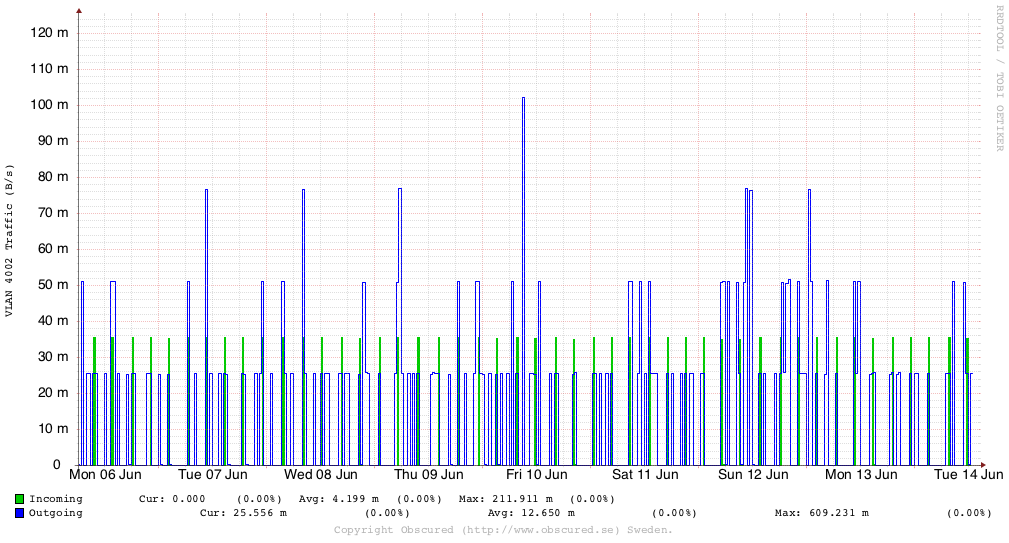 RRDTOOL / TOBI OETIKER
VLAN 4002 Traffic (B/s)
120 m
110 m
100 m
90 m
80 m
70 m
60 m
50 m
40 m
30 m
20 m
10 m
0
Mon 06 Jun Tue 07 Jun Wed 08 Jun Thu 09 Jun Fri 10 Jun Sat 11 Jun Sun 12 Jun Mon 13 Jun Tue 14 Jun
Incoming Cur: 0.000 (0.00%) Avg: 4.199 m (0.00%) Max: 211.911 m (0.00%)
Outgoing Cur: 25.556 m (0.00%) Avg: 12.650 m (0.00%) Max: 609.231 m (0.00%)
Copyright Obscured (http://www.obscured.se) Sweden.